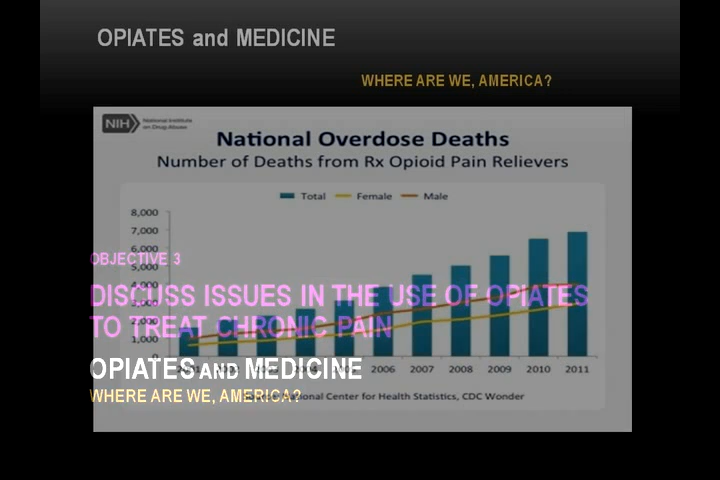 OPIATES and MEDICINE
WHERE ARE WE, AMERICA?
NIH National Institute
on Drug Abuse
National Overdose Deaths
Number of Deaths from Rx Opioid Pain Relievers
Total Female Male
8,000
7,000
6,000
OBJECTIVE 3
DISCUSS ISSUES IN THE USE OF OPIATES
TO TREAT CHRONIC PAIN
1,000
OPIATES AND MEDICINE
2006 2007 2008 2009 2010 2011
WHERE ARE WE, AMERICA?
National Center for Health Statistics, CDC Wonder